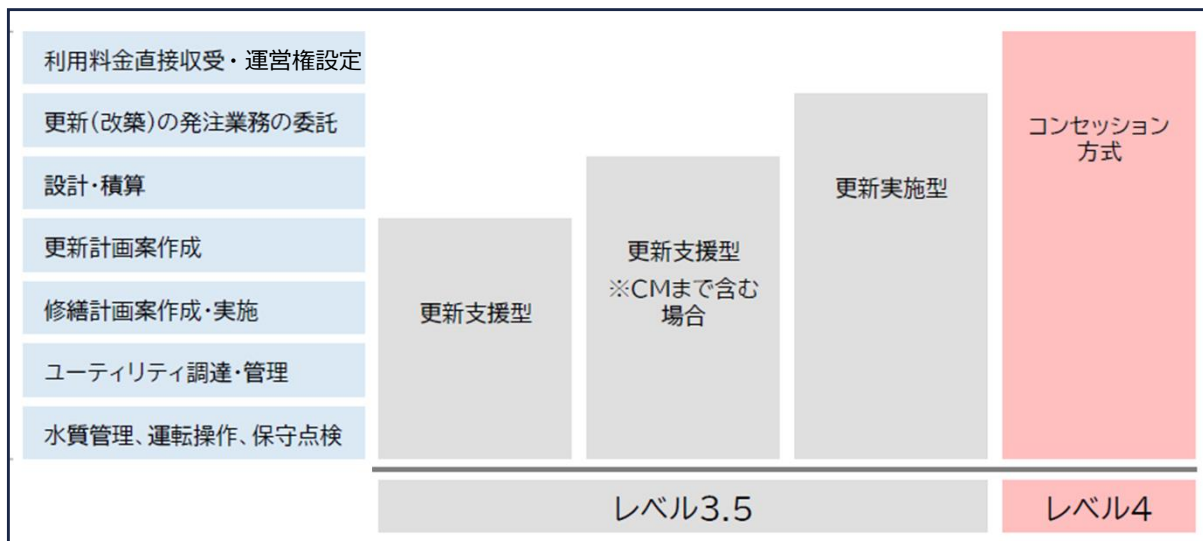 利用料金直接収受・運営権設定
更新(改築)の発注業務の委託
設計・積算
更新計画案作成
修繕計画案作成・実施
ユーティリティ調達・管理
水質管理、運転操作、保守点検
更新支援型
更新支援型
※CMまで含む
場合
更新実施型
コンセッション
方式
レベル3.5
レベル4